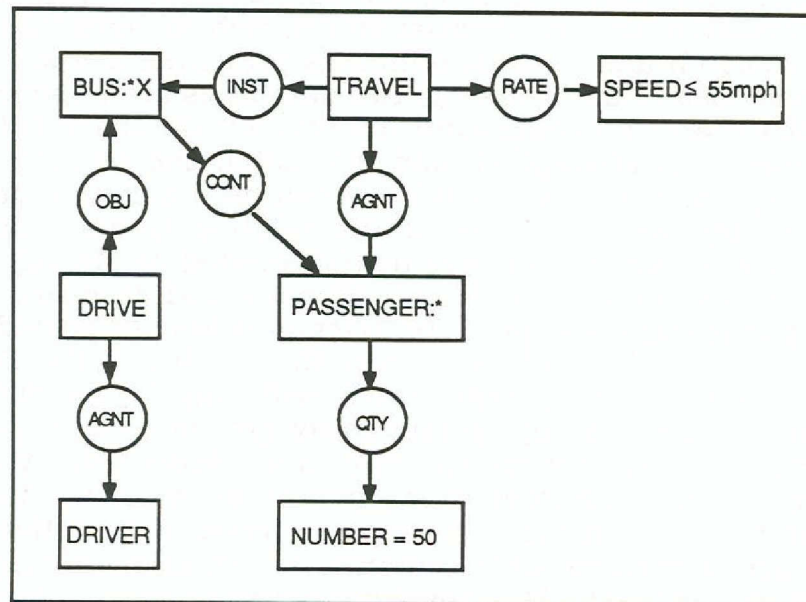 BUS:*X
INST
TRAVEL
RATE
SPEED ≤ 55mph
CONT
OBJ
AGNT
DRIVE
PASSENGER:*
AGNT
QTY
DRIVER
NUMBER = 50